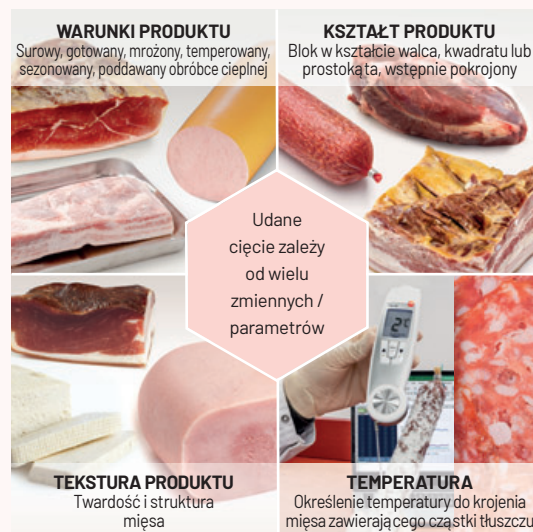 WARUNKI PRODUKTU
Surowy, gotowany, mrożony, temperowany,
sezonowany, poddawany obróbce cieplnej
KSZTAŁT PRODUKTU
Blok w kształcie walca, kwadratu lub
prostokąta, wstępnie pokrojony
Udane
cięcie zależy
od wielu
zmiennych /
parametrów
2°
TEKSTURA PRODUKTU
Twardość i struktura
mięsa
TEMPERATURA
Określenie temperatury do krojenia
mięsa zawierającego cząstki tłuszczu